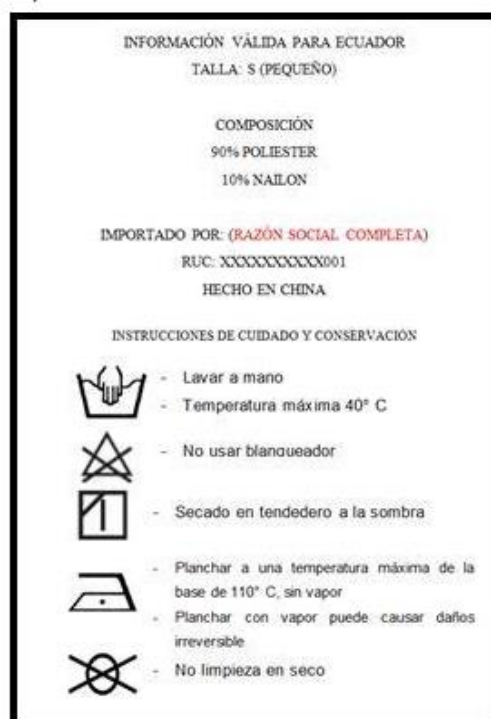 INFORMACIÓN VÁLIDA PARA ECUADOR
TALLA: S (PEQUEÑO)
COMPOSICIÓN
90% POLIESTER
10% NAILON
IMPORTADO POR: (RAZÓN SOCIAL COMPLETA)
RUC: XXXXXXXXXX001
HECHO EN CHINA
INSTRUCCIONES DE CUIDADO Y CONSERVACIÓN
- Lavar a mano
- Temperatura máxima 40° C
- No usar blanqueador
- Secado en tendedero a la sombra
- Planchar a una temperatura máxima de la
base de 110° C, sin vapor
- Planchar con vapor puede causar daños
irreversible
- No limpieza en seco